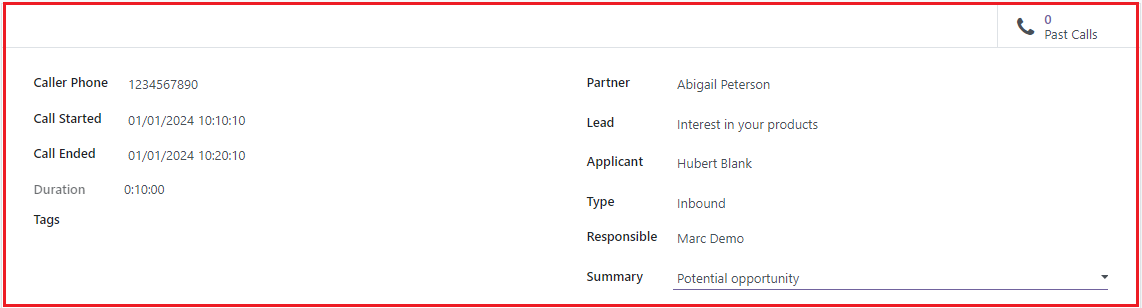 0
Past Calls
Caller Phone 1234567890
Call Started 01/01/2024 10:10:10
Call Ended 01/01/2024 10:20:10
Duration 0:10:00
Tags
Partner Abigail Peterson
Lead Interest in your products
Applicant Hubert Blank
Type Inbound
Responsible Marc Demo
Summary Potential opportunity